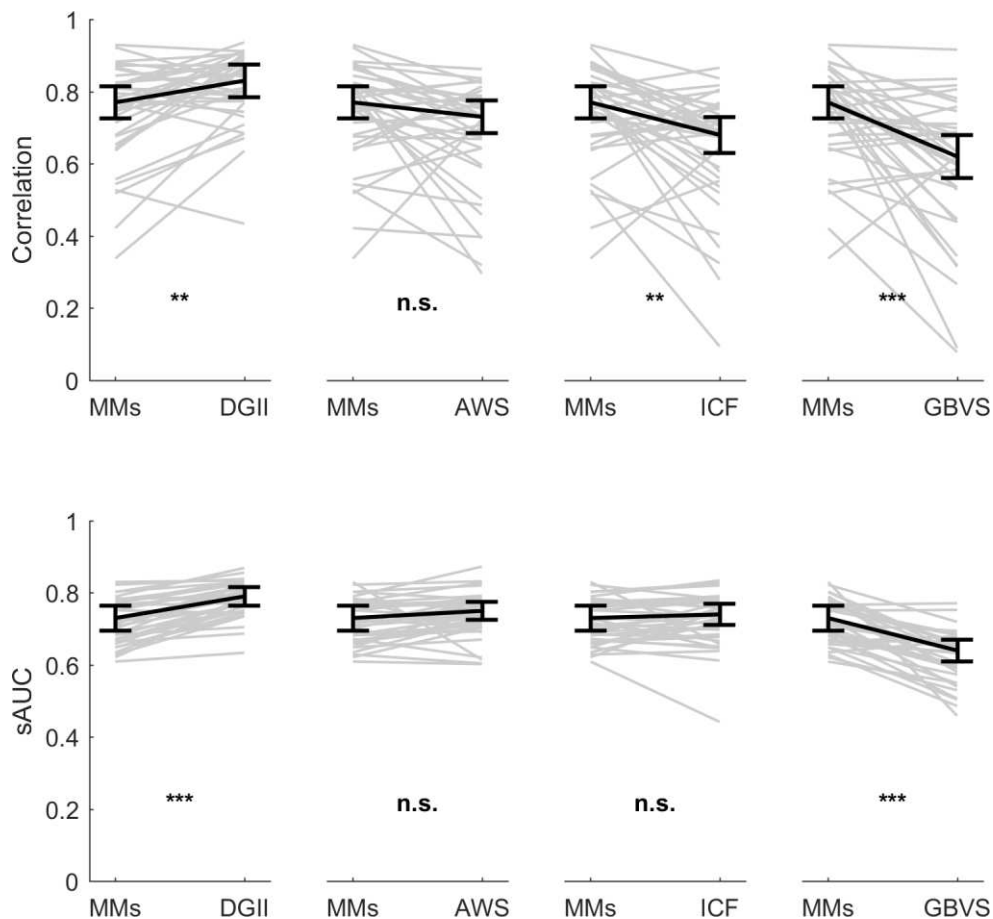 Correlation
1
0.8
0.6
0.4
0.2
0
** n.s. ** ***
MMs DGII MMs AWS MMs ICF MMs GBVS
sAUC
1
0.8
0.6
0.4
0.2
0
*** n.s. n.s. ***
MMs DGII MMs AWS MMs ICF MMs GBVS